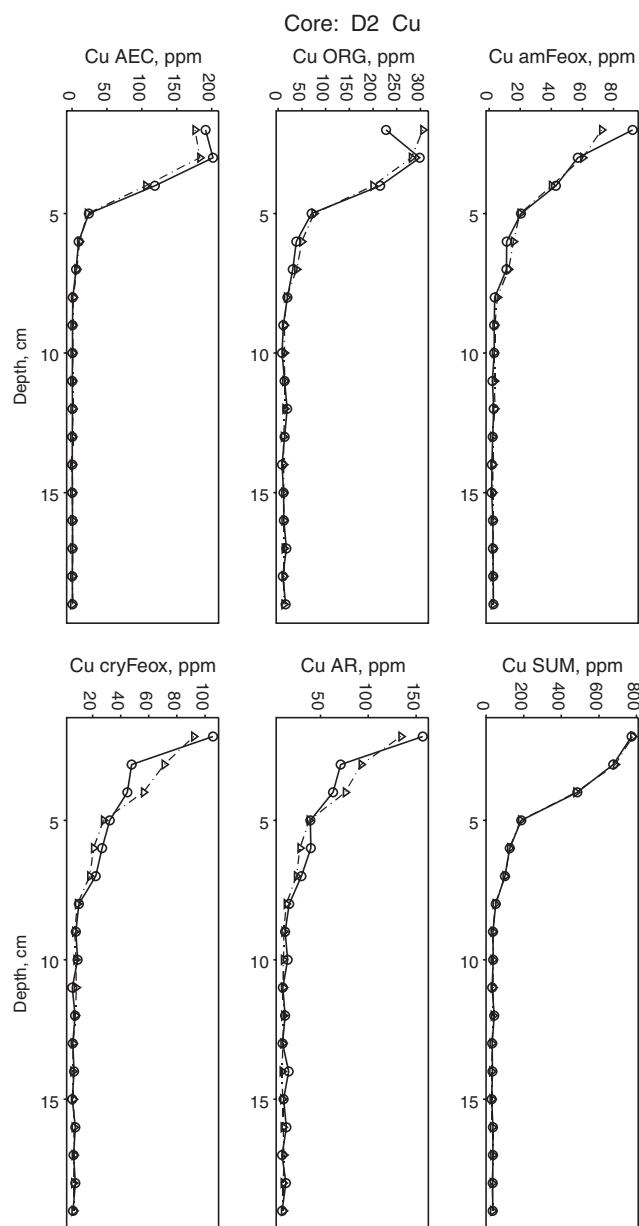 Core: D2 Cu
Cu AEC, ppm
Cu ORG, ppm
Cu amFeox, ppm
0 50 100 150 200
0 50 100 150 200 250 300
0 20 40 60 80
5
5
5
10
10
10
15
15
15
Depth, cm
Cu cryFeox, ppm
Cu AR, ppm
Cu SUM, ppm
20 40 60 80 100
50 100 150
0 200 400 600 800
5
5
5
10
10
10
15
15
15
Depth, cm